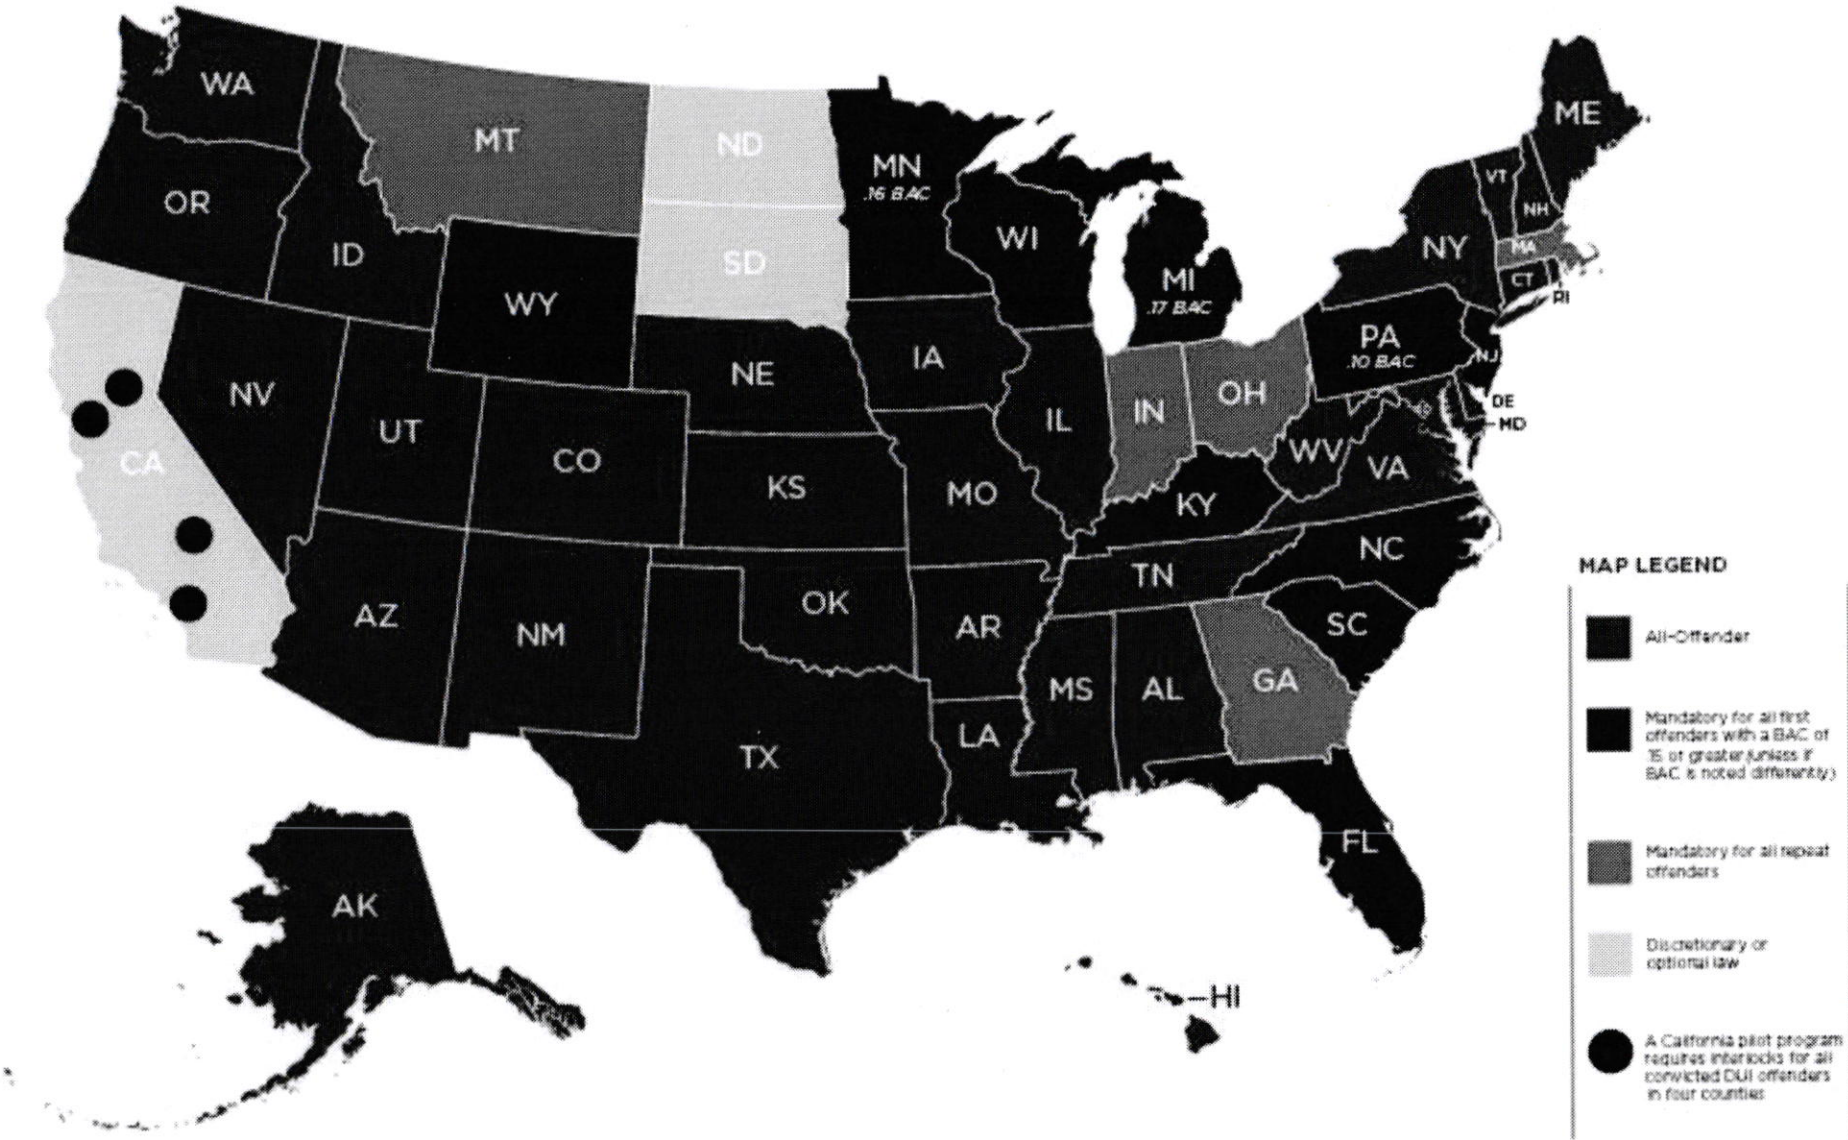 WA
MT
ND
MN
.16 BAC
ME
OR
ID
SD
WI
VT
NH
NY
MA
WY
MI
.17 BAC
CT
RI
PA
.10 BAC
NJ
NE
IA
NV
UT
CO
IL
IN
OH
DE
MD
CA
KS
MO
WV
VA
KY
NC
TN
AZ
NM
OK
AR
SC
MS
AL
GA
TX
LA
FL
AK
HI
MAP LEGEND
All-Offender
Mandatory for all first
offenders with a BAC of
.15 or greater(unless if
BAC is noted differently)
Mandatory for all repeat
offenders
Discretionary or
optional law
A California pilot program
requires interlocks for all
convicted DUI offenders
in four counties